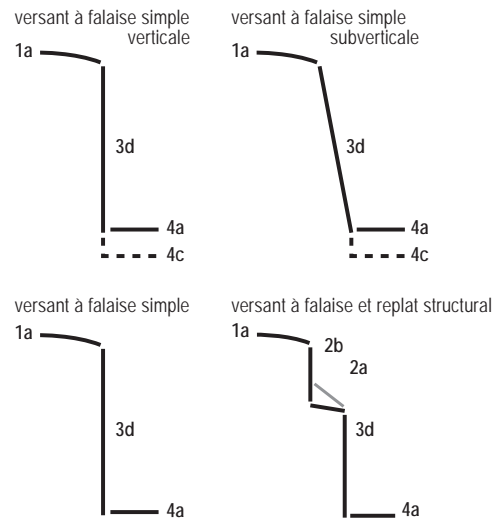 versant à falaise simple
verticale
1a
3d
4a
4c
versant à falaise simple
subverticale
1a
3d
4a
4c
versant à falaise simple
1a
3d
4a
versant à falaise et replat structural
1a
2b
2a
3d
4a